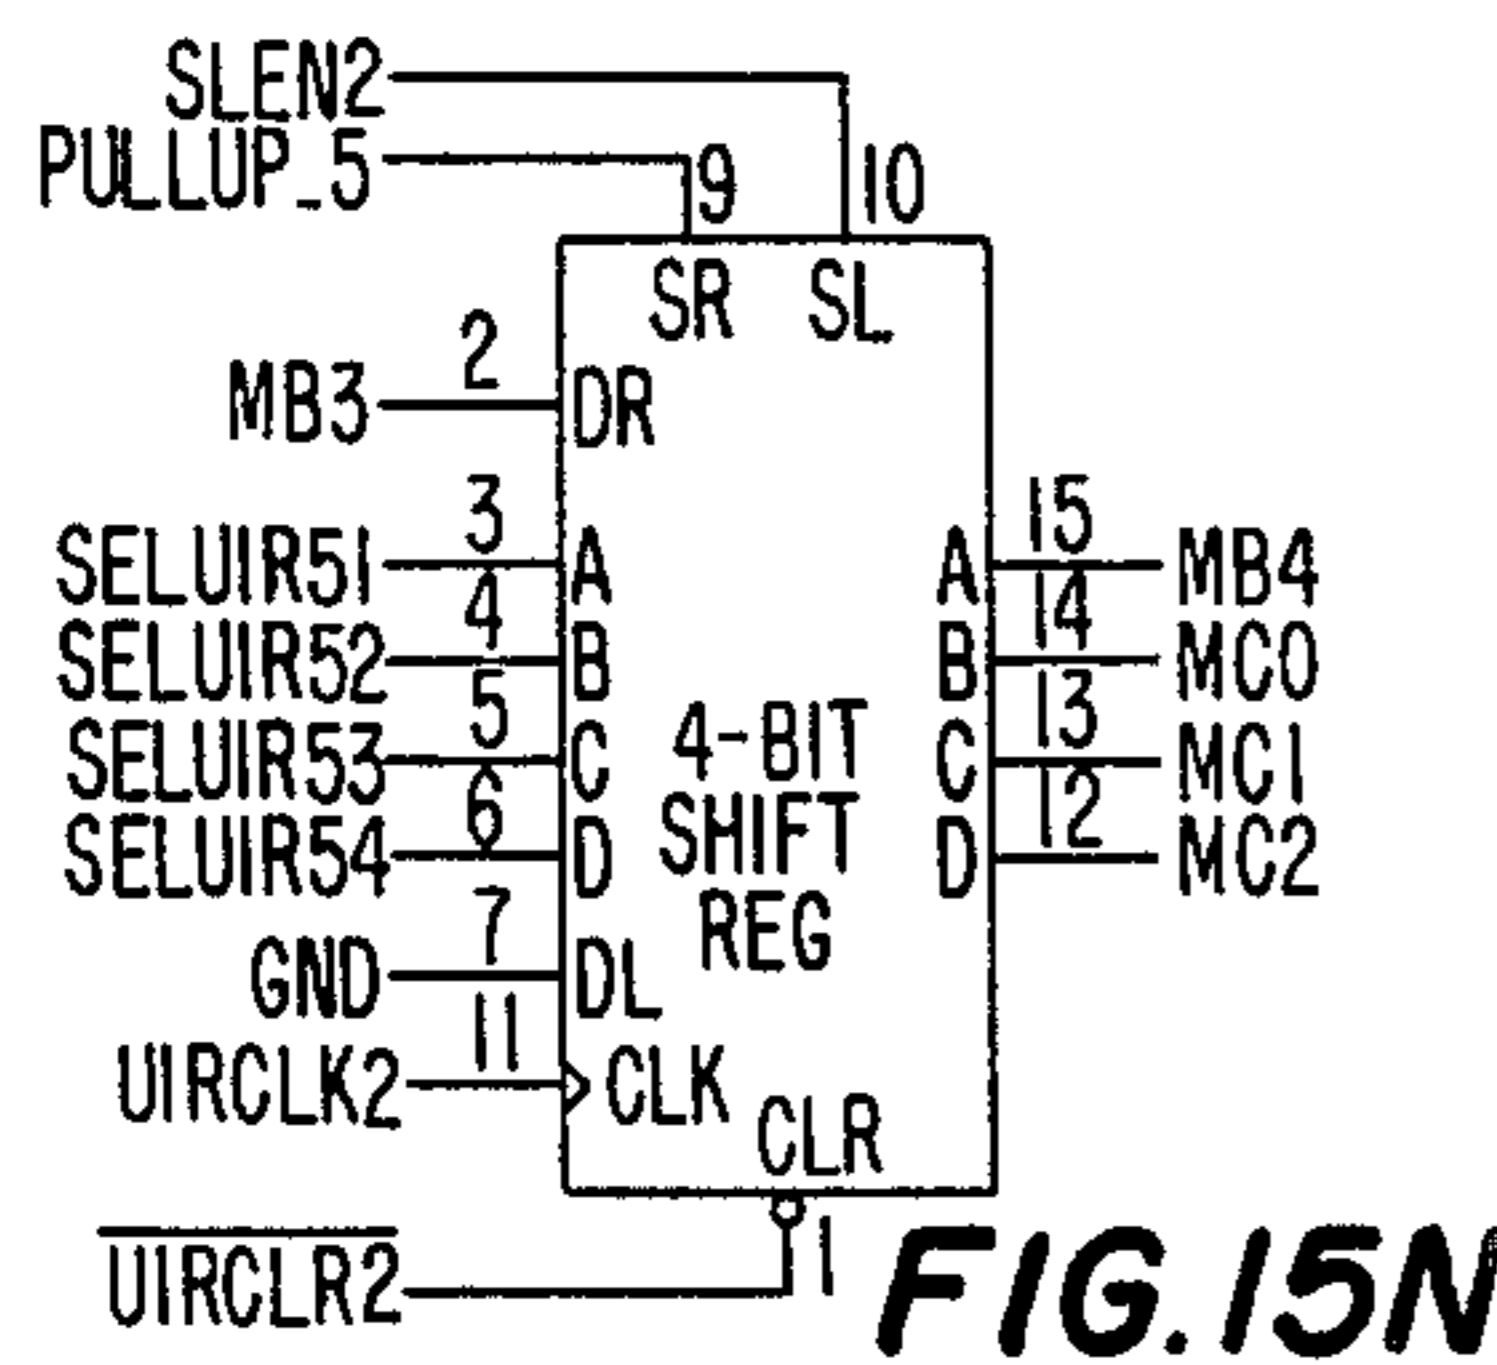 SLEN2
PULLUP_5
9 10
SR SL
2
MB3 DR
3 15
SELUIR51 A A MB4
4 14
SELUIR52 B B MC0
5 13
SELUIR53 C C MC1
6 12
SELUIR54 D D MC2
4-BIT
SHIFT
REG
7
GND DL
11
UIRCLK2 CLK
CLR
UIRCLR2 1
FIG. 15N